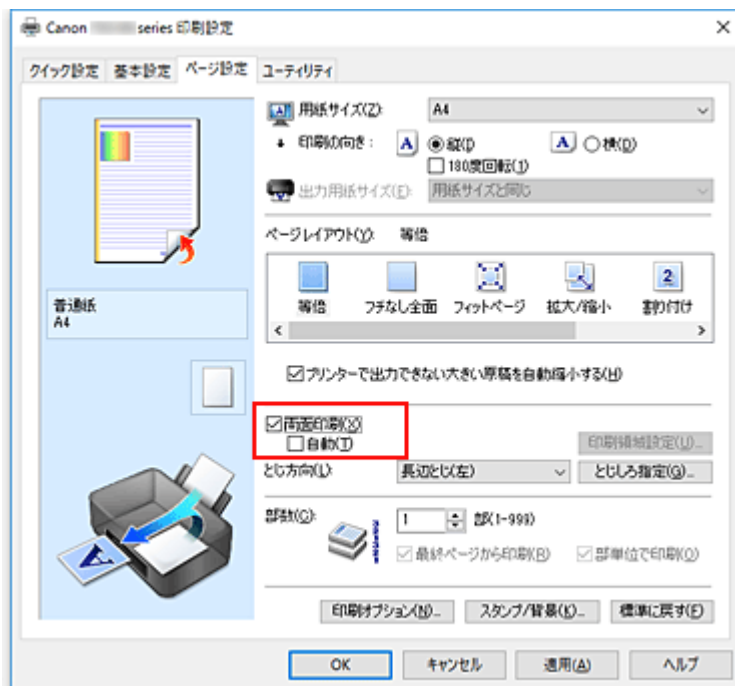 Canon series 印刷設定
クイック設定 基本設定 ページ設定 ユーティリティ
用紙サイズ(Z): A4
印刷の向き: A 縦(I) A 横(D)
180度回転(J)
出力用紙サイズ(E): 用紙サイズと同じ
ページレイアウト(Y): 等倍
等倍 フチなし全面 フィットページ 拡大/縮小 割り付け
普通紙
A4
プリンターで出力できない大きい原稿を自動縮小する(H)
両面印刷(X)
自動(T)
印刷領域設定(U)...
とじ方向(L): 長辺とじ(左) とじしろ指定(G)...
部数(C): 1 部(1-999)
最終ページから印刷(R) 部単位で印刷(O)
印刷オプション(N)... スタンプ/背景(K)... 標準に戻す(F)
OK キャンセル 適用(A) ヘルプ